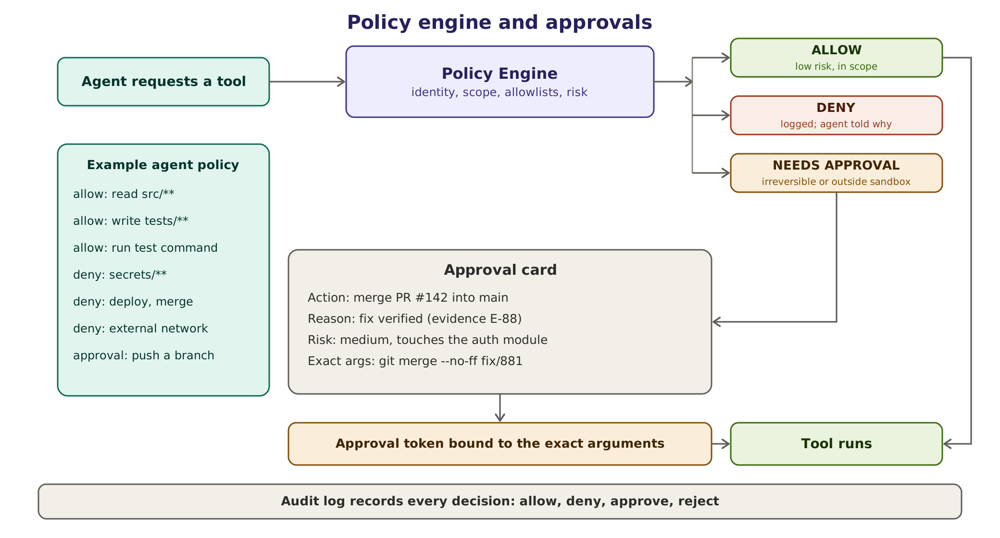 Policy engine and approvals
Agent requests a tool
Policy Engine
identity, scope, allowlists, risk
ALLOW
low risk, in scope
DENY
logged; agent told why
NEEDS APPROVAL
irreversible or outside sandbox
Example agent policy
allow: read src/**
allow: write tests/**
allow: run test command
deny: secrets/**
deny: deploy, merge
deny: external network
approval: push a branch
Approval card
Action: merge PR #142 into main
Reason: fix verified (evidence E-88)
Risk: medium, touches the auth module
Exact args: git merge --no-ff fix/881
Approval token bound to the exact arguments
Tool runs
Audit log records every decision: allow, deny, approve, reject